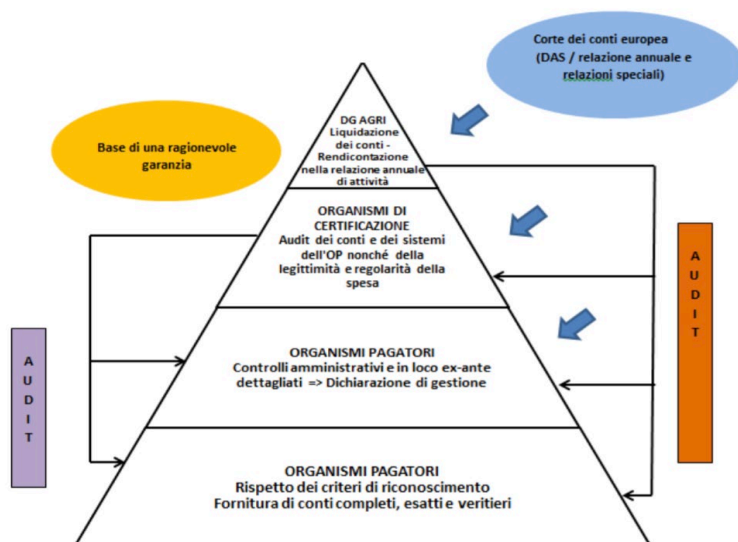 Corte dei conti europea
(DAS / relazione annuale e
relazioni speciali)
Base di una ragionevole
garanzia
DG AGRI
Liquidazione
dei conti -
Rendicontazione
nella relazione annuale
di attività
ORGANISMI DI
CERTIFICAZIONE
Audit dei conti e dei sistemi
dell'OP nonché della
legittimità e regolarità della
spesa
ORGANISMI PAGATORI
Controlli amministrativi e in loco ex-ante
dettagliati => Dichiarazione di gestione
ORGANISMI PAGATORI
Rispetto dei criteri di riconoscimento
Fornitura di conti completi, esatti e veritieri
A
U
D
I
T
A
U
D
I
T